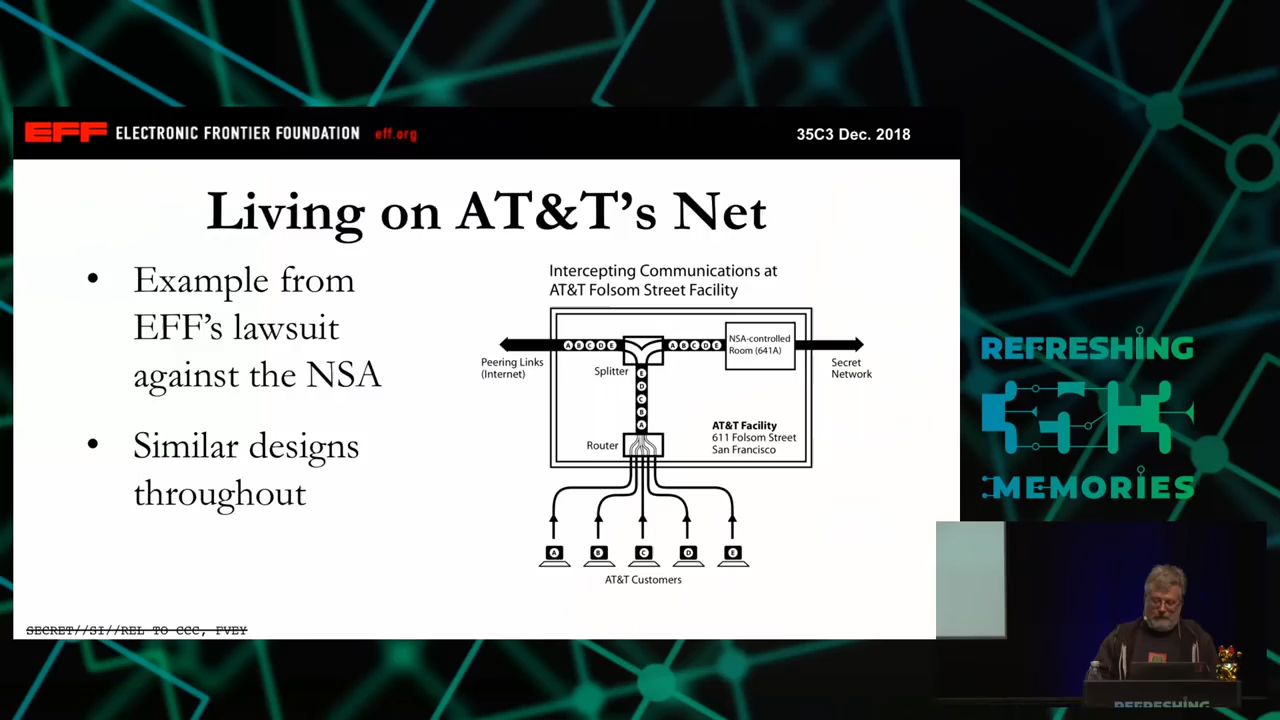 EFF ELECTRONIC FRONTIER FOUNDATION eff.org
35C3 Dec. 2018
Living on AT&T's Net
• Example from
EFF's lawsuit
against the NSA
• Similar designs
throughout
Intercepting Communications at
AT&T Folsom Street Facility
A B C D E
A B C D E
NSA-controlled
Room (641A)
Peering Links
(Internet)
Splitter
Secret
Network
E
D
C
B
A
Router
AT&T Facility
611 Folsom Street
San Francisco
A B C D E
AT&T Customers
SECRET//SI//REL TO CCC, FVEY
REFRESHING
35C3
MEMORIES
REFRESHING